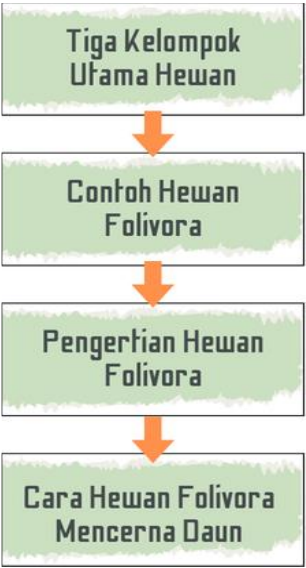 Tiga Kelompok
Utama Hewan
Contoh Hewan
Folivora
Pengertian Hewan
Folivora
Cara Hewan Folivora
Mencerna Daun